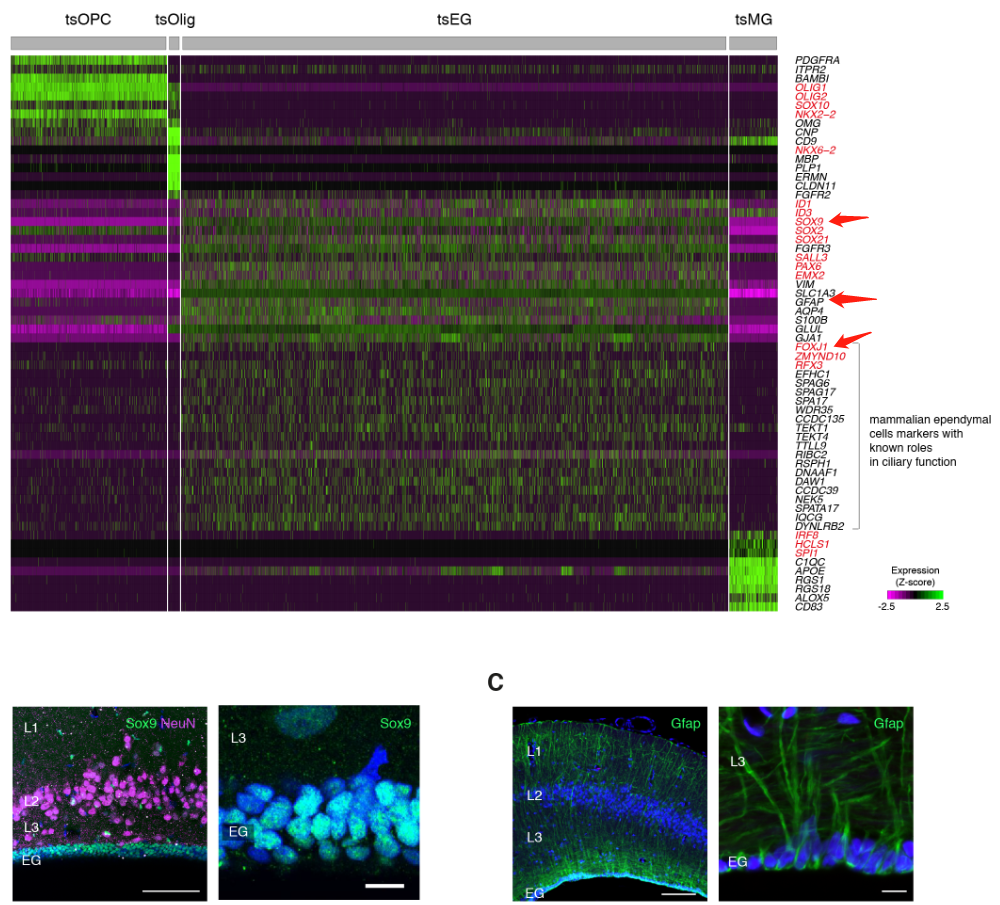 tsOPC tsOlig tsEG tsMG
PDGFRA
ITPR2
BAMBI
OLIG1
OLIG2
SOX10
NKX2−2
OMG
CNP
CD9
NKX6−2
MBP
PLP1
ERMN
CLDN11
FGFR2
ID1
ID3
SOX9
SOX2
SOX21
FGFR3
SALL3
PAX6
EMX2
VIM
SLC1A3
GFAP
AQP4
S100B
GLUL
GJA1
FOXJ1
ZMYND10
RFX3
EFHC1
SPAG6
SPAG17
SPA17
WDR35
CCDC135
TEKT1
TEKT4
TTLL9
RIBC2
RSPH1
DNAAF1
DAW1
CCDC39
NEK5
SPATA17
IQCG
DYNLRB2
IRF8
HCLS1
SPI1
C1QC
APOE
RGS1
RGS18
ALOX5
CD83
mammalian ependymal
cells markers with
known roles
in ciliary function
Expression
(Z-score)
-2.5 2.5
C
Sox9 NeuN
L1
L2
L3
EG
Sox9
L3
EG
Gfap
L1
L2
L3
EG
Gfap
L3
EG